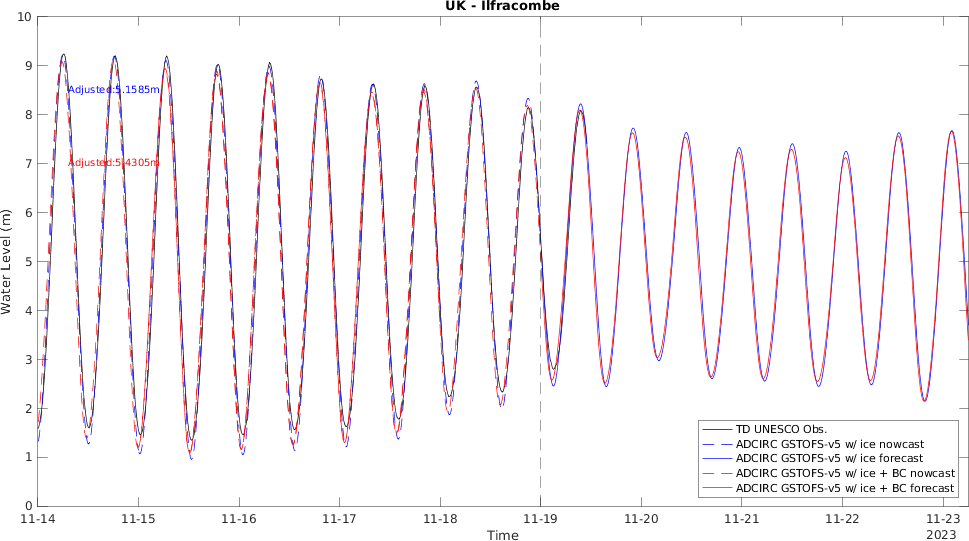 UK - Ilfracombe
10
9
8
7
6
5
4
3
2
1
0
Water Level (m)
Adjusted:5.1585m
Adjusted:5.4305m
TD UNESCO Obs.
ADCIRC GSTOFS-v5 w/ ice nowcast
ADCIRC GSTOFS-v5 w/ ice forecast
ADCIRC GSTOFS-v5 w/ ice + BC nowcast
ADCIRC GSTOFS-v5 w/ ice + BC forecast
11-14 11-15 11-16 11-17 11-18 11-19 11-20 11-21 11-22 11-23
2023
Time